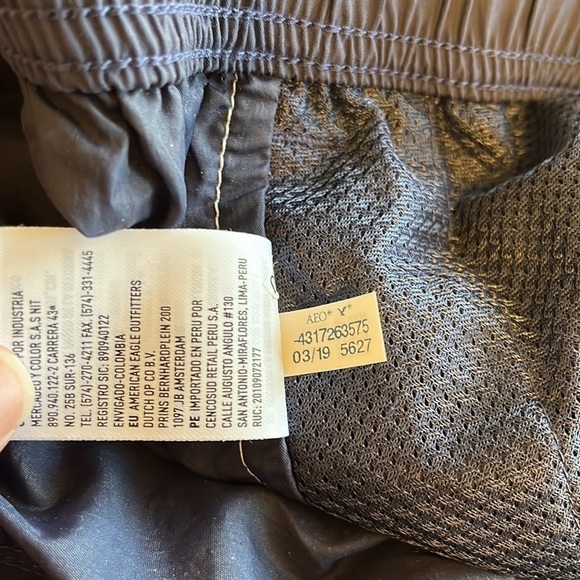 POR INDUSTRIA
MERCADEO Y COLOR S.A.S NIT
890.940.122-2 CARRERA 43a
NO. 25B SUR-136
TEL. (574)-270-4211 FAX. (574)-331-4445
REGISTRO SIC: 890940122
ENVIGADO-COLOMBIA
EU AMERICAN EAGLE OUTFITTERS
DUTCH OP CO B.V.
PRINS BERNHARDPLEIN 200
1097 JB AMSTERDAM
PE IMPORTADO EN PERU POR
CENCOSUD RETAIL PERU S.A.
CALLE AUGUSTO ANGULO #130
SAN ANTONIO-MIRAFLORES, LIMA-PERU
RUC: 20109072177
AEO® Y®
-4317263575
03/19 5627